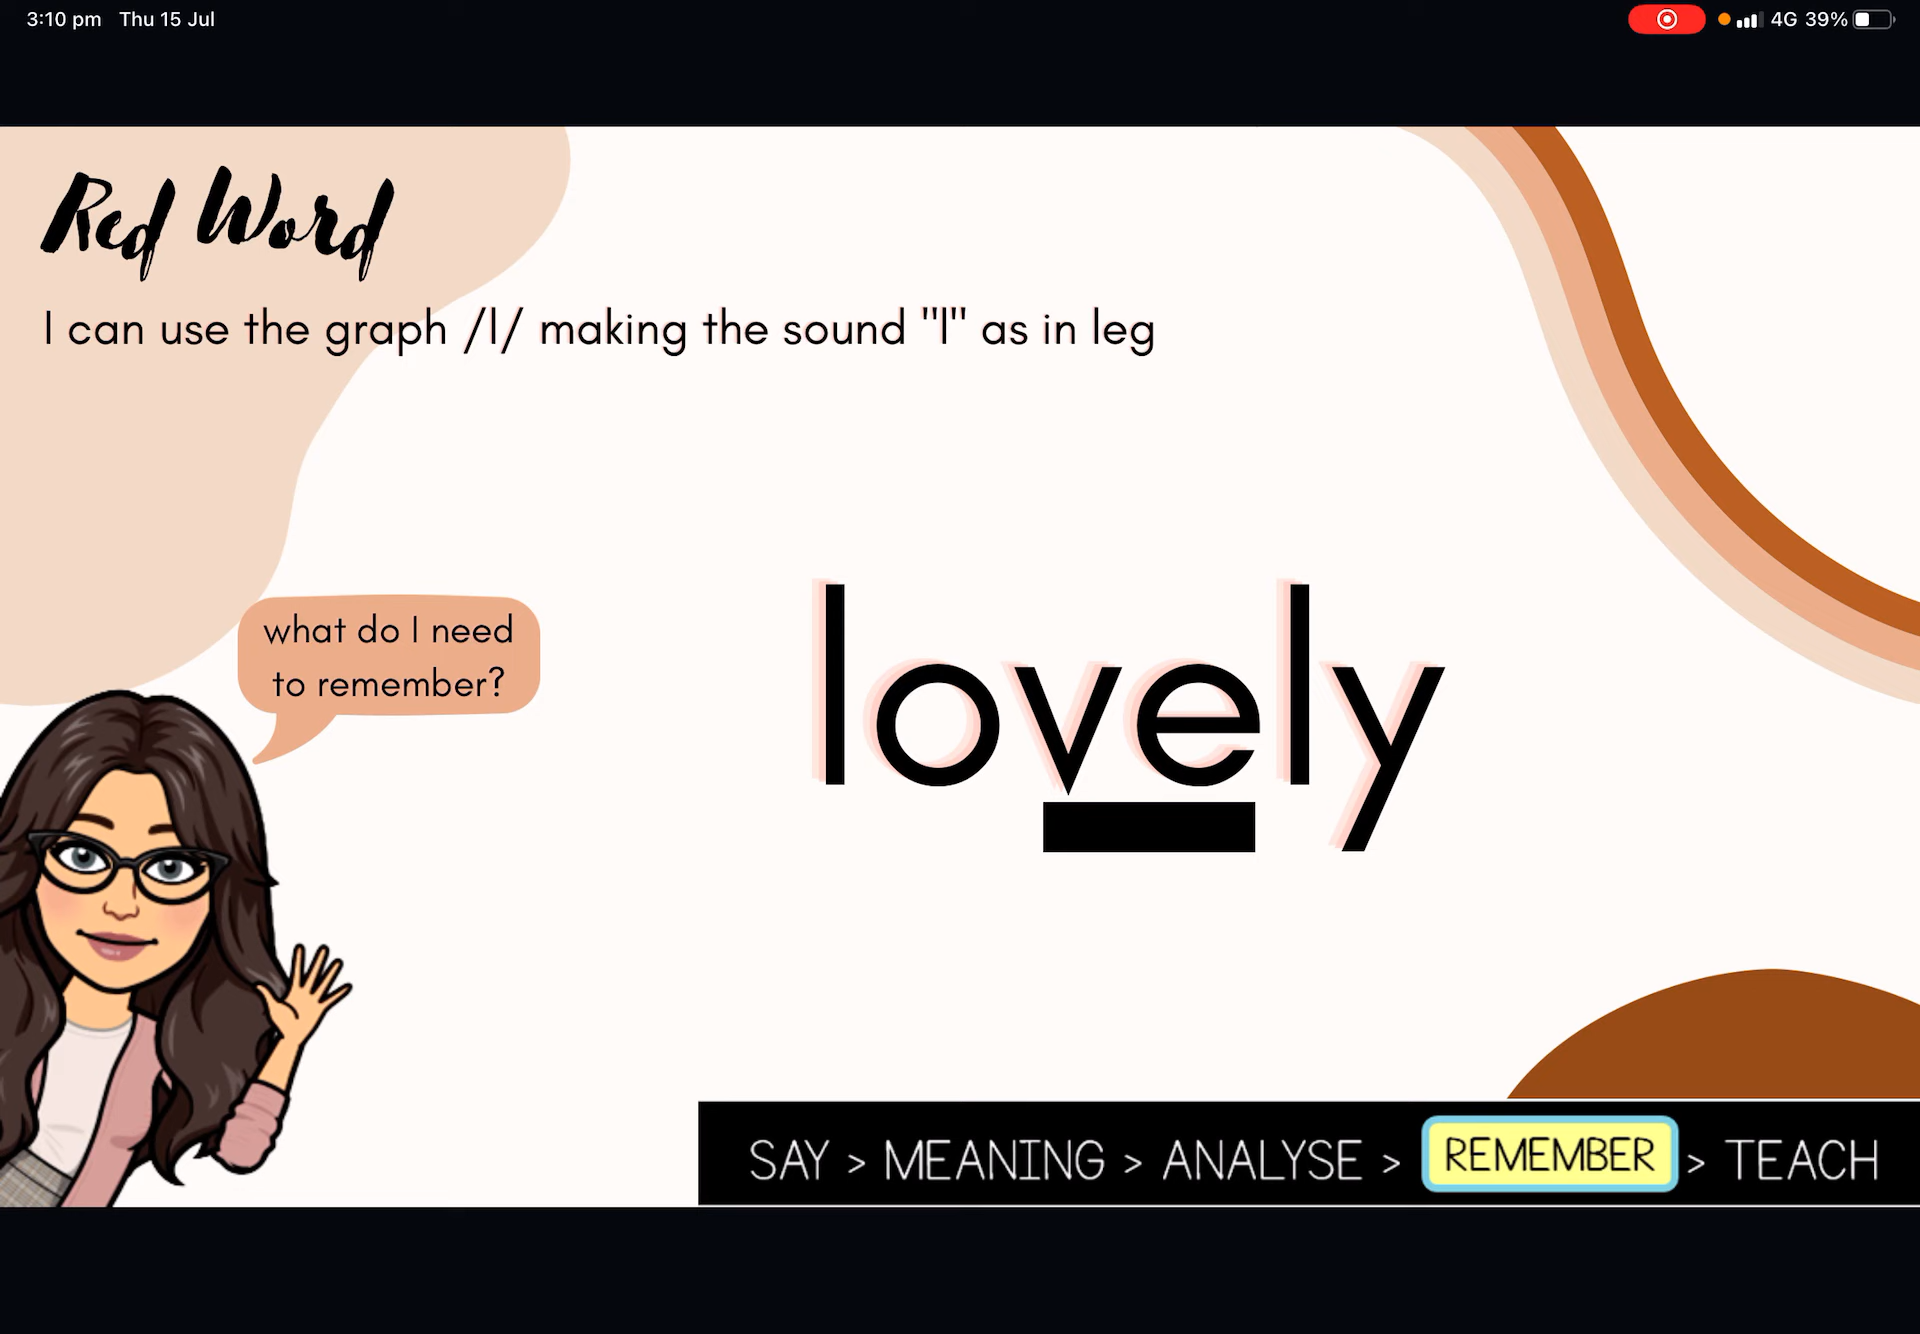 3:10 pm Thu 15 Jul
4G 39%
Red Word
I can use the graph /l/ making the sound "l" as in leg
what do I need
to remember?
lovely
SAY > MEANING > ANALYSE > REMEMBER > TEACH